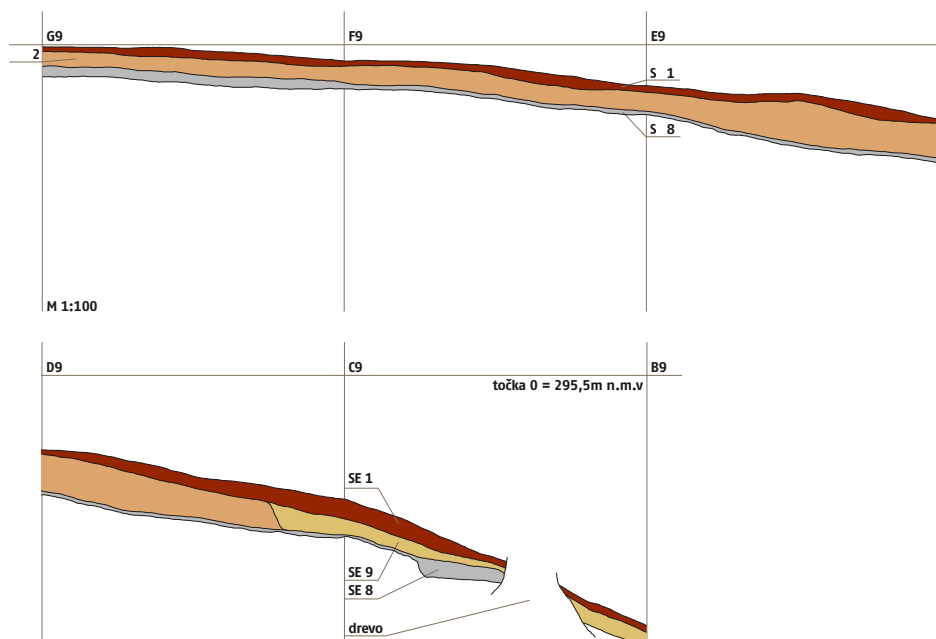 G9 F9 E9
2
S 1
S 8
M 1:100
D9 C9 B9
točka 0 = 295,5m n.m.v
SE 1
SE 9
SE 8
drevo